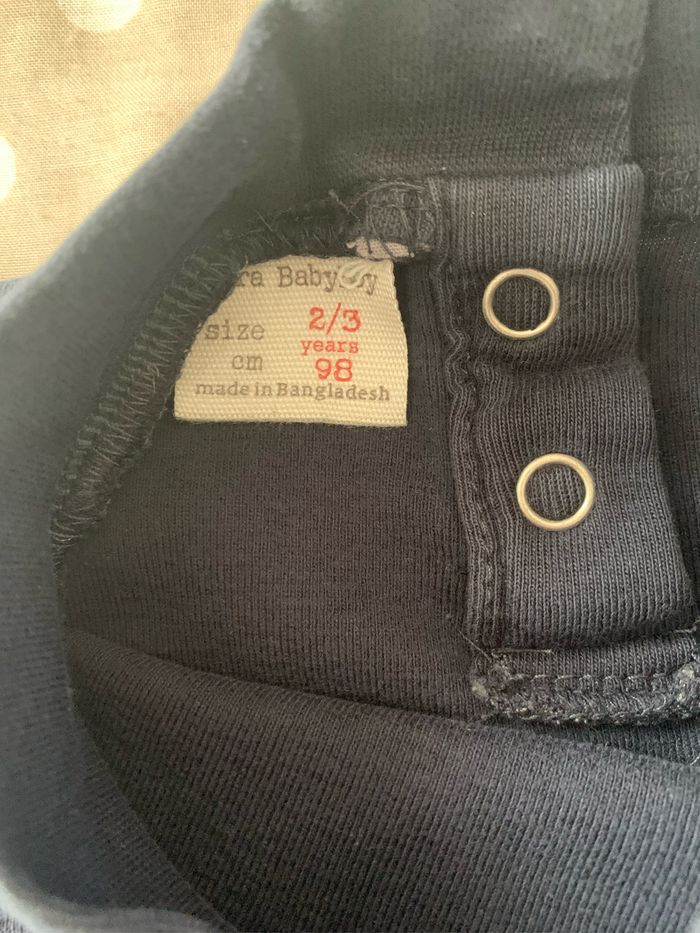 ra Baby
size 2/3
years
cm 98
made in Bangladesh